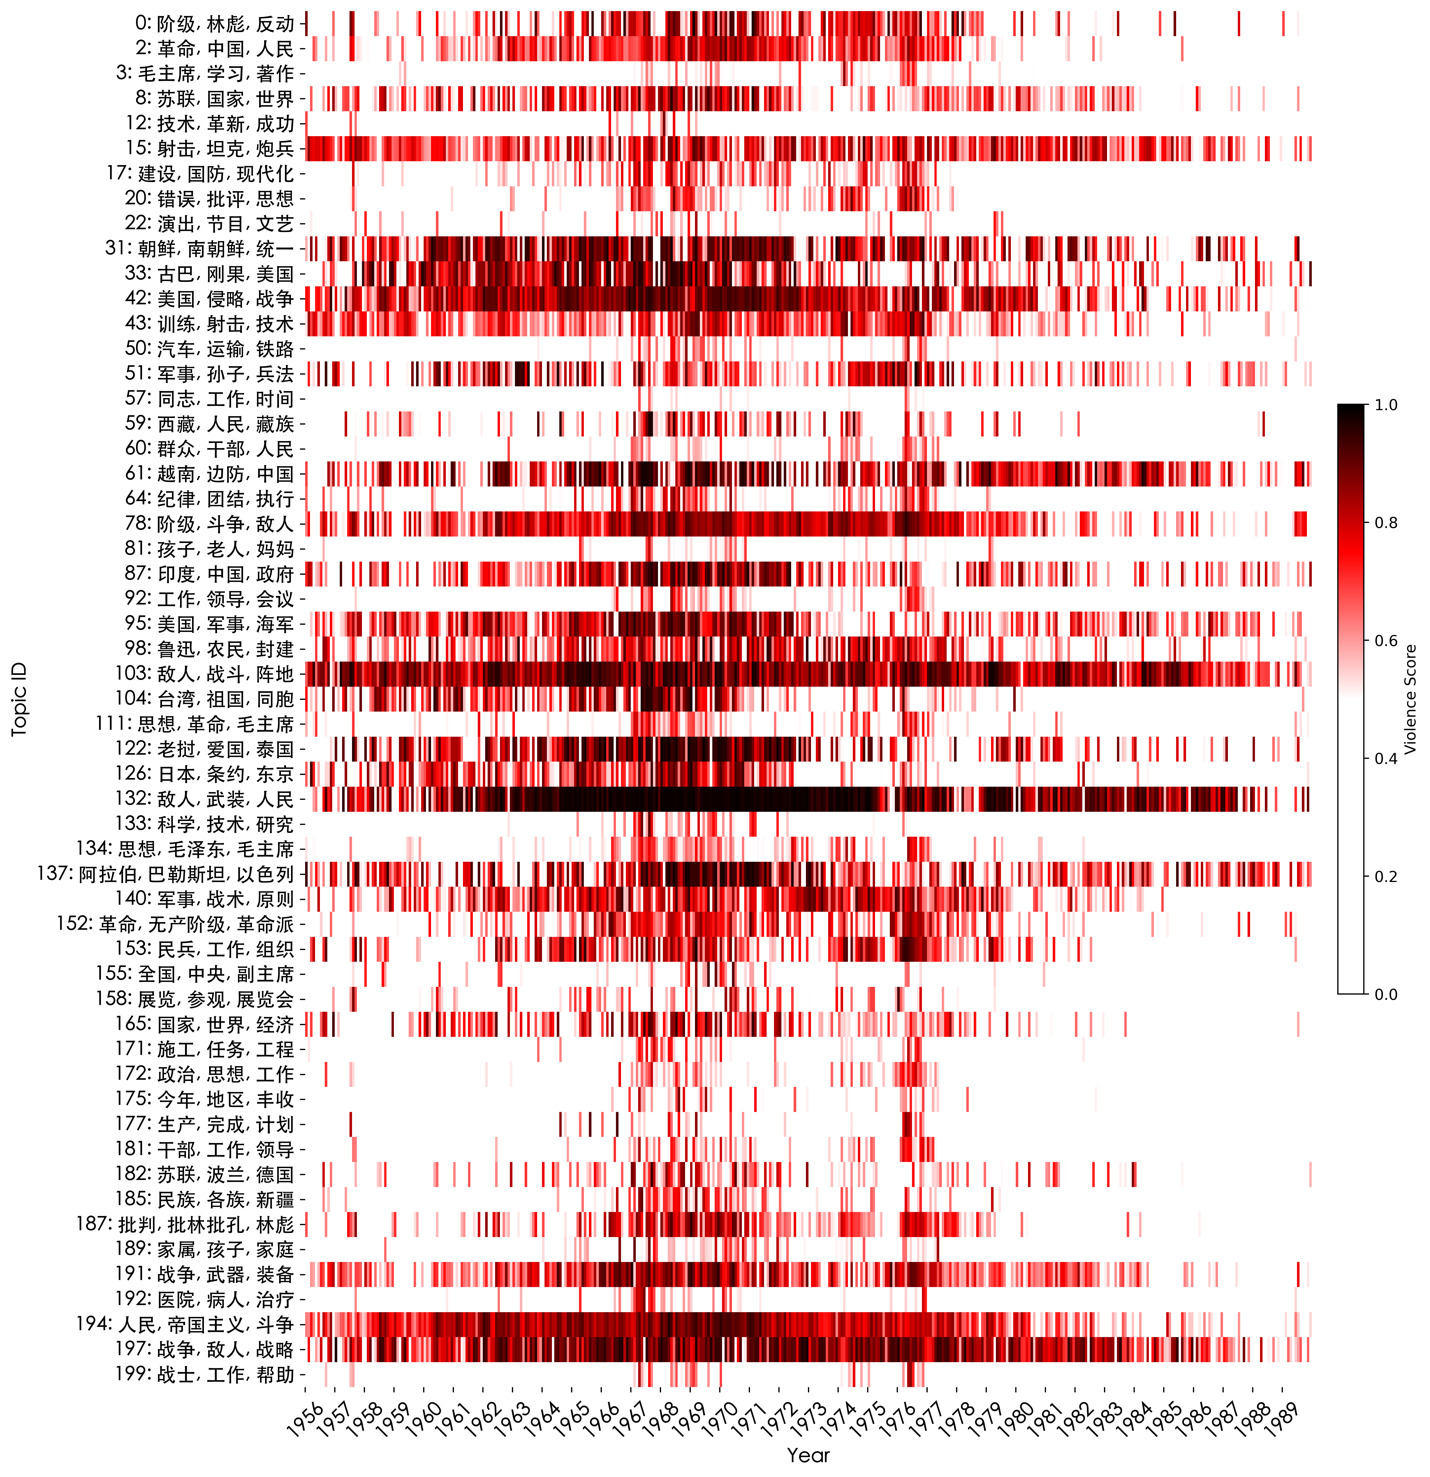 0: 阶级, 林彪, 反动
2: 革命, 中国, 人民
3: 毛主席, 学习, 著作
8: 苏联, 国家, 世界
12: 技术, 革新, 成功
15: 射击, 坦克, 炮兵
17: 建设, 国防, 现代化
20: 错误, 批评, 思想
22: 演出, 节目, 文艺
31: 朝鲜, 南朝鲜, 统一
33: 古巴, 刚果, 美国
42: 美国, 侵略, 战争
43: 训练, 射击, 技术
50: 汽车, 运输, 铁路
51: 军事, 孙子, 兵法
57: 同志, 工作, 时间
59: 西藏, 人民, 藏族
60: 群众, 干部, 人民
61: 越南, 边防, 中国
64: 纪律, 团结, 执行
78: 阶级, 斗争, 敌人
81: 孩子, 老人, 妈妈
87: 印度, 中国, 政府
92: 工作, 领导, 会议
95: 美国, 军事, 海军
98: 鲁迅, 农民, 封建
103: 敌人, 战斗, 阵地
104: 台湾, 祖国, 同胞
111: 思想, 革命, 毛主席
122: 老挝, 爱国, 泰国
126: 日本, 条约, 东京
132: 敌人, 武装, 人民
133: 科学, 技术, 研究
134: 思想, 毛泽东, 毛主席
137: 阿拉伯, 巴勒斯坦, 以色列
140: 军事, 战术, 原则
152: 革命, 无产阶级, 革命派
153: 民兵, 工作, 组织
155: 全国, 中央, 副主席
158: 展览, 参观, 展览会
165: 国家, 世界, 经济
171: 施工, 任务, 工程
172: 政治, 思想, 工作
175: 今年, 地区, 丰收
177: 生产, 完成, 计划
181: 干部, 工作, 领导
182: 苏联, 波兰, 德国
185: 民族, 各族, 新疆
187: 批判, 批林批孔, 林彪
189: 家属, 孩子, 家庭
191: 战争, 武器, 装备
192: 医院, 病人, 治疗
194: 人民, 帝国主义, 斗争
197: 战争, 敌人, 战略
199: 战士, 工作, 帮助
Topic ID
1956 1957 1958 1959 1960 1961 1962 1963 1964 1965 1966 1967 1968 1969 1970 1971 1972 1973 1974 1975 1976 1977 1978 1979 1980 1981 1982 1983 1984 1985 1986 1987 1988 1989
Year
1.0
0.8
0.6
0.4
0.2
0.0
Violence Score